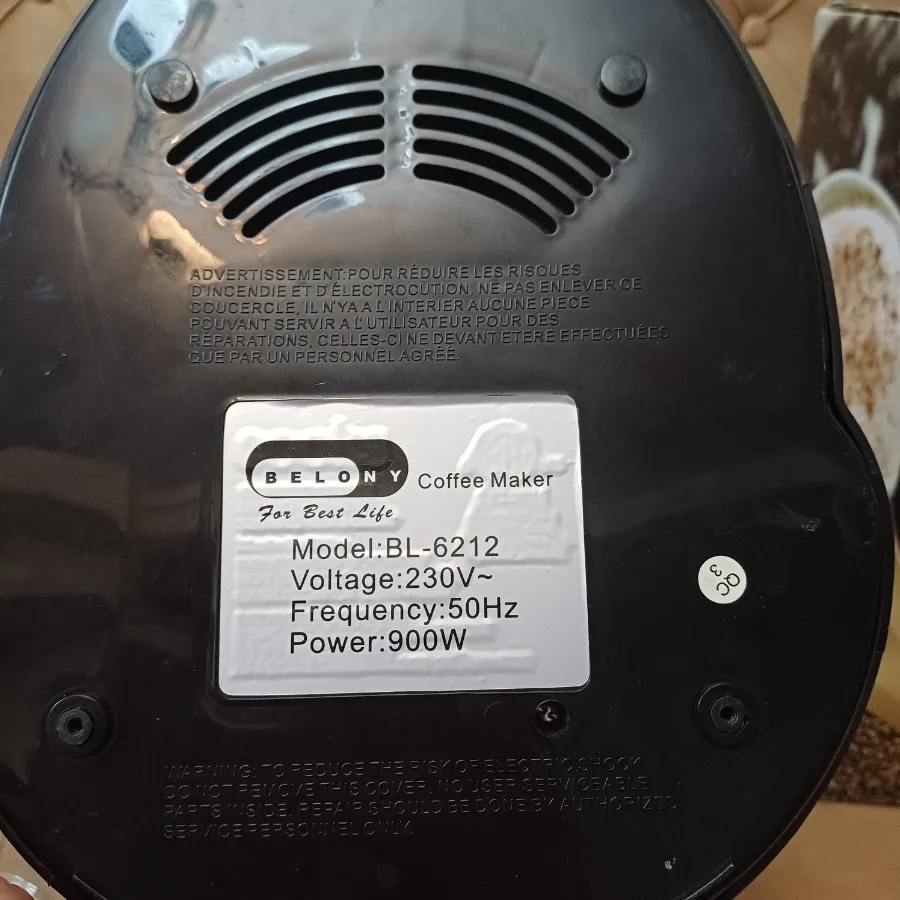 ADVERTISSEMENT:POUR RÉDUIRE LES RISQUES
D'INCENDIE ET D'ÉLECTROCUTION, NE PAS ENLEVER CE
COUCERCLE, IL N'YA A L'INTERIER AUCUNE PIECE
POUVANT SERVIR A L'UTILISATEUR POUR DES
RÉPARATIONS, CELLES-CI NE DEVANT ETERE EFFECTUÉES
QUE PAR UN PERSONNEL AGRÉÉ.
BELONY Coffee Maker
For Best Life
Model:BL-6212
Voltage:230V~
Frequency:50Hz
Power:900W
QC 3
WARNING: TO REDUCE THE RISK OF ELECTRIC SHOCK
DO NOT REMOVE THIS COVER. NO USER SERVICEABLE
PARTS INSIDE. REPAIR SHOULD BE DONE BY AUTHORIZED
SERVICE PERSONNEL ONLY.